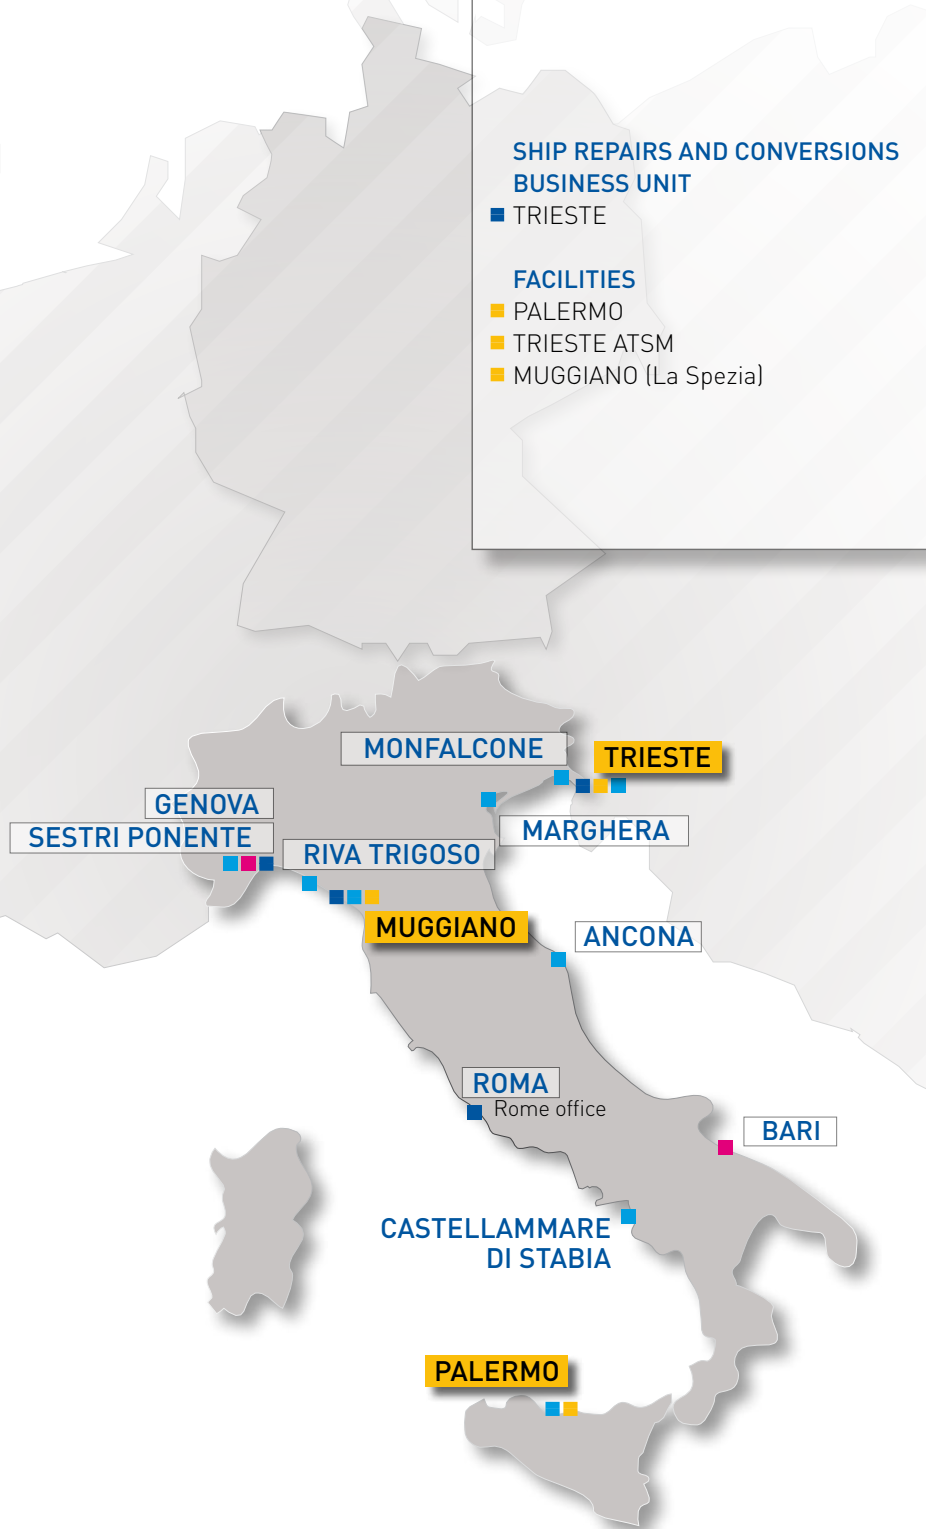 SHIP REPAIRS AND CONVERSIONS
BUSINESS UNIT
TRIESTE
FACILITIES
PALERMO
TRIESTE ATSM
MUGGIANO (La Spezia)
MONFALCONE
TRIESTE
GENOVA
SESTRI PONENTE
MARGHERA
RIVA TRIGOSO
MUGGIANO
ANCONA
ROMA
Rome office
BARI
CASTELLAMMARE
DI STABIA
PALERMO